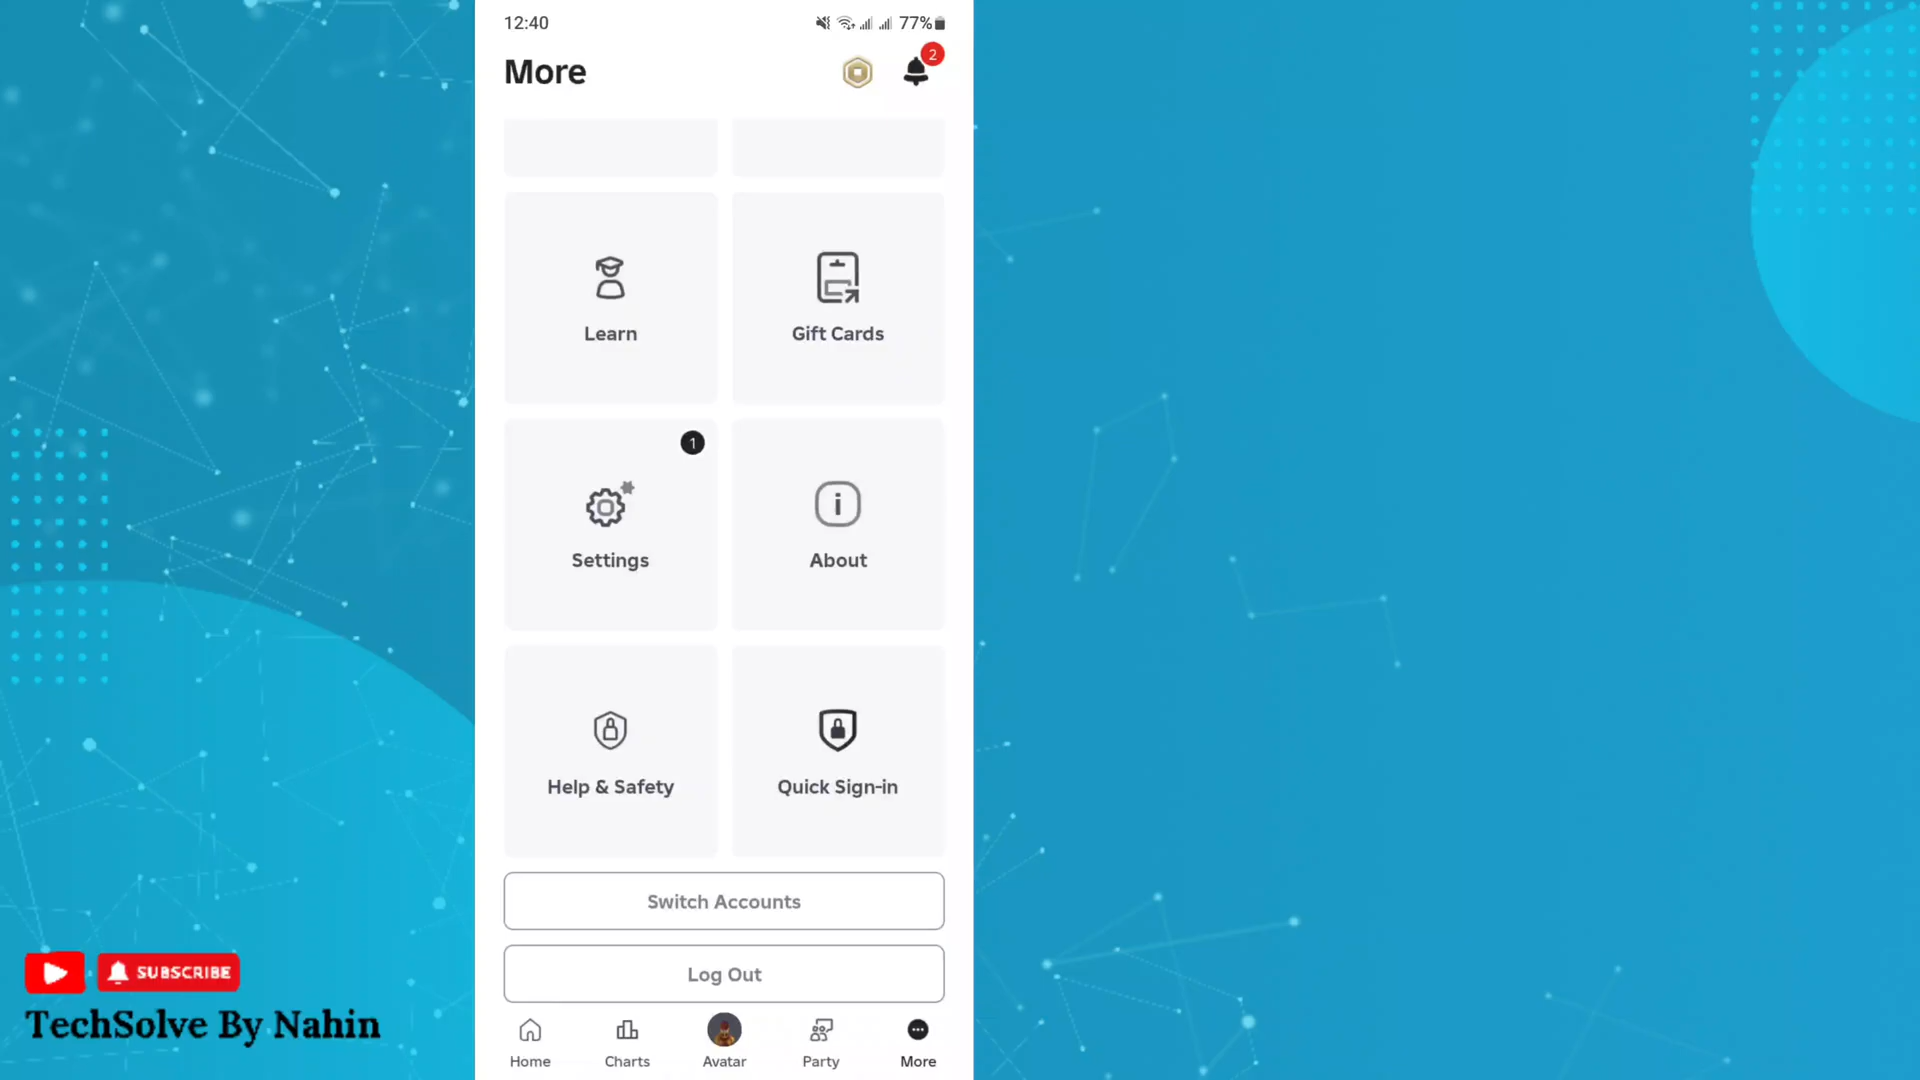 12:40
77%
More
2
Learn
Gift Cards
1
Settings
About
Help & Safety
Quick Sign-in
Switch Accounts
Log Out
Home
Charts
Avatar
Party
More
SUBSCRIBE
TechSolve By Nahin